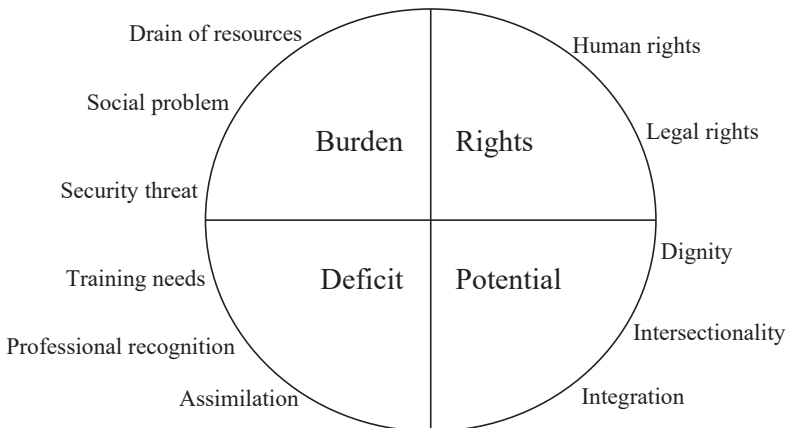 Drain of resources
Human rights
Social problem
Legal rights
Burden
Rights
Security threat
Dignity
Training needs
Deficit
Potential
Intersectionality
Professional recognition
Integration
Assimilation